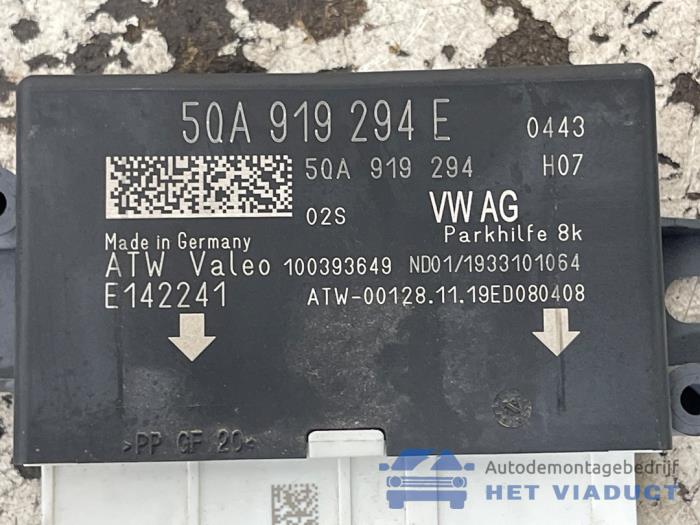 5QA 919 294 E
0443
5QA 919 294
H07
02S
VW AG
Parkhilfe 8k
Made in Germany
ATW Valeo 100393649 ND01/1933101064
E142241
ATW-00128.11.19ED080408
>PP GF 20<
Autodemontagebedrijf
HET VIADUCT